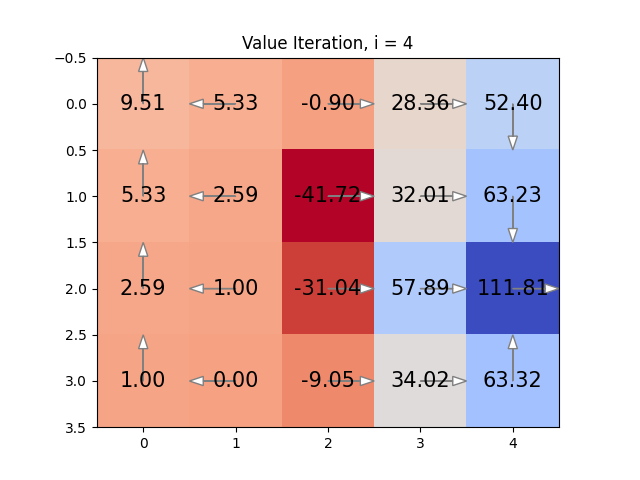 Value Iteration, i = 4
−0.5
0.0
9.51 5.33 -0.90 28.36 52.40
0.5
1.0
5.33 2.59 -41.72 32.01 63.23
1.5
2.0
2.59 1.00 -31.04 57.89 111.81
2.5
3.0
1.00 0.00 -9.05 34.02 63.32
3.5
0 1 2 3 4